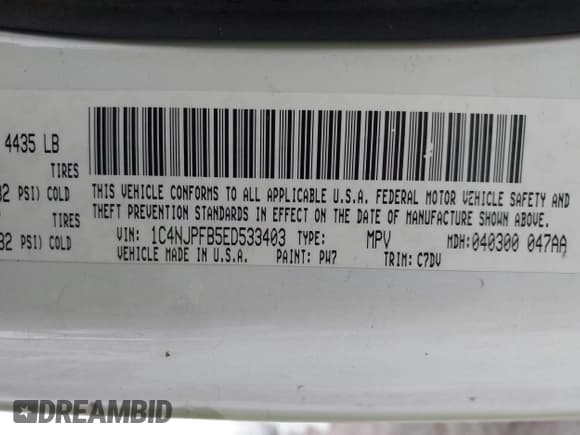 4435 LB
TIRES
32 PSI) COLD
TIRES
32 PSI) COLD
THIS VEHICLE CONFORMS TO ALL APPLICABLE U.S.A. FEDERAL MOTOR VEHICLE SAFETY AND
THEFT PREVENTION STANDARDS IN EFFECT ON THE DATE OF MANUFACTURE SHOWN ABOVE.
VIN: 1C4NJPFB5ED533403 TYPE: MPV MDH: 040300 047AA
VEHICLE MADE IN U.S.A. PAINT: PW7 TRIM: C7DV
DREAMBID